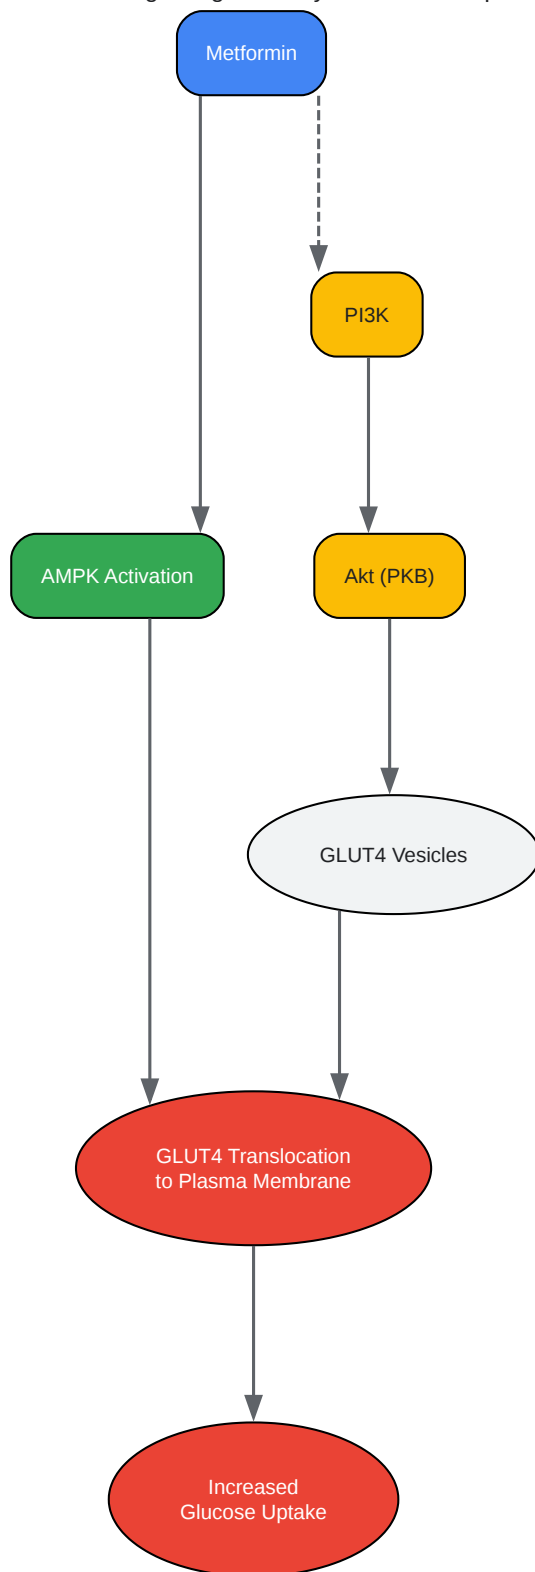 Metformin
PI3K
AMPK Activation
Akt (PKB)
GLUT4 Vesicles
GLUT4 Translocation
to Plasma Membrane
Increased
Glucose Uptake